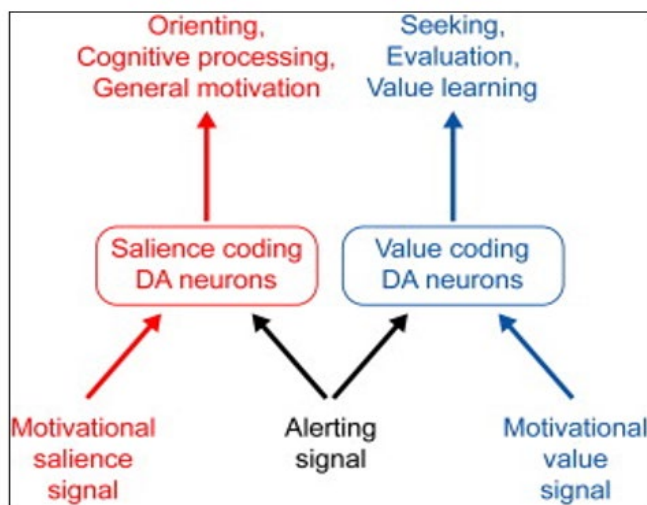 Orienting,
Cognitive processing,
General motivation
Seeking,
Evaluation,
Value learning
Salience coding
DA neurons
Value coding
DA neurons
Motivational
salience
signal
Alerting
signal
Motivational
value
signal